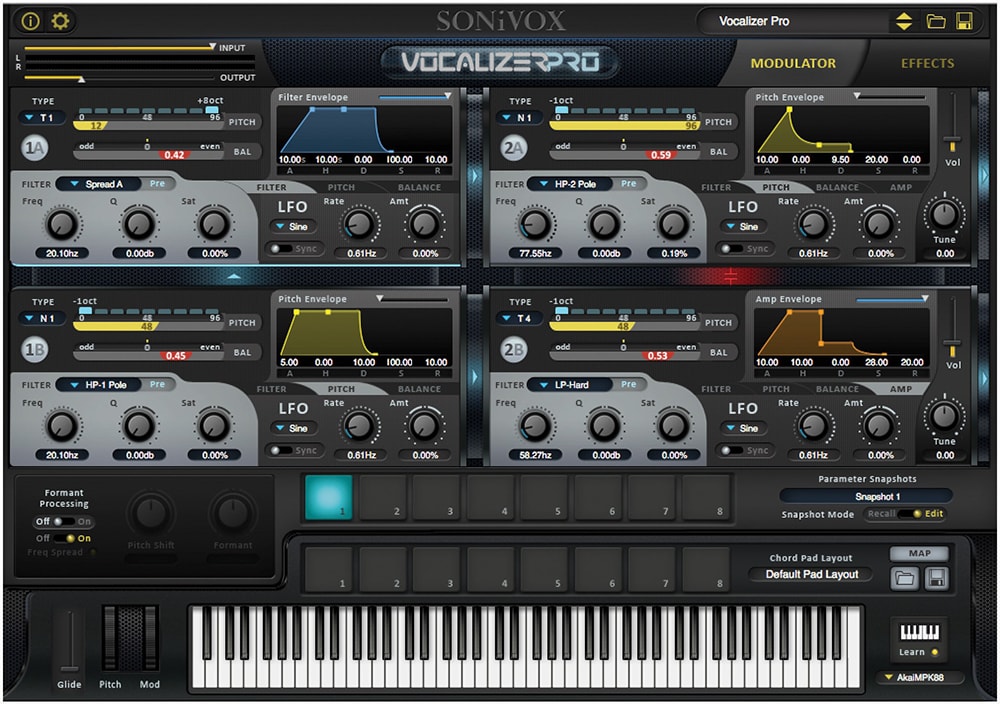 SONiVOX
Vocalizer Pro
INPUT
L
R
OUTPUT
VOCALIZERPRO
MODULATOR
EFFECTS
TYPE
T 1
+8oct
0 48 96
12
PITCH
1A
odd 0 even
0.42
BAL
Filter Envelope
10.00s 10.00s 0.00 100.00 10.00
A H D S R
FILTER
Spread A
Pre
FILTER PITCH BALANCE
Freq Q Sat
20.10hz 0.00db 0.00%
LFO
Sine
Sync
Rate Amt
0.61Hz 0.00%
TYPE
N 1
-1oct
0 48 96
96
PITCH
2A
odd 0 even
0.59
BAL
Pitch Envelope
10.00 0.00 9.50 20.00 0.00
A H D S R
Vol
FILTER
HP-2 Pole
Pre
FILTER PITCH BALANCE AMP
Freq Q Sat
77.55hz 0.00db 0.19%
LFO
Sine
Sync
Rate Amt
0.61Hz 0.00%
Tune
0.00
TYPE
N 1
-1oct
0 48 96
48
PITCH
1B
odd 0 even
0.45
BAL
Pitch Envelope
5.00 0.00 10.00 100.00 10.00
A H D S R
FILTER
HP-1 Pole
Pre
FILTER PITCH BALANCE
Freq Q Sat
20.10hz 0.00db 0.00%
LFO
Sine
Sync
Rate Amt
0.61Hz 0.00%
TYPE
T 4
-1oct
0 48 96
48
PITCH
2B
odd 0 even
0.53
BAL
Amp Envelope
10.00 10.00 0.00 28.00 20.00
A H D S R
Vol
FILTER
LP-Hard
Pre
FILTER PITCH BALANCE AMP
Freq Q Sat
58.27hz 0.00db 0.00%
LFO
Sine
Sync
Rate Amt
0.61Hz 0.00%
Tune
0.00
Formant
Processing
Off On
Off On
Freq Spread
Pitch Shift
Formant
1 2 3 4 5 6 7 8
Parameter Snapshots
Snapshot 1
Snapshot Mode Recall Edit
1 2 3 4 5 6 7 8
Chord Pad Layout
Default Pad Layout
MAP
Glide Pitch Mod
Learn
AkaiMPK88